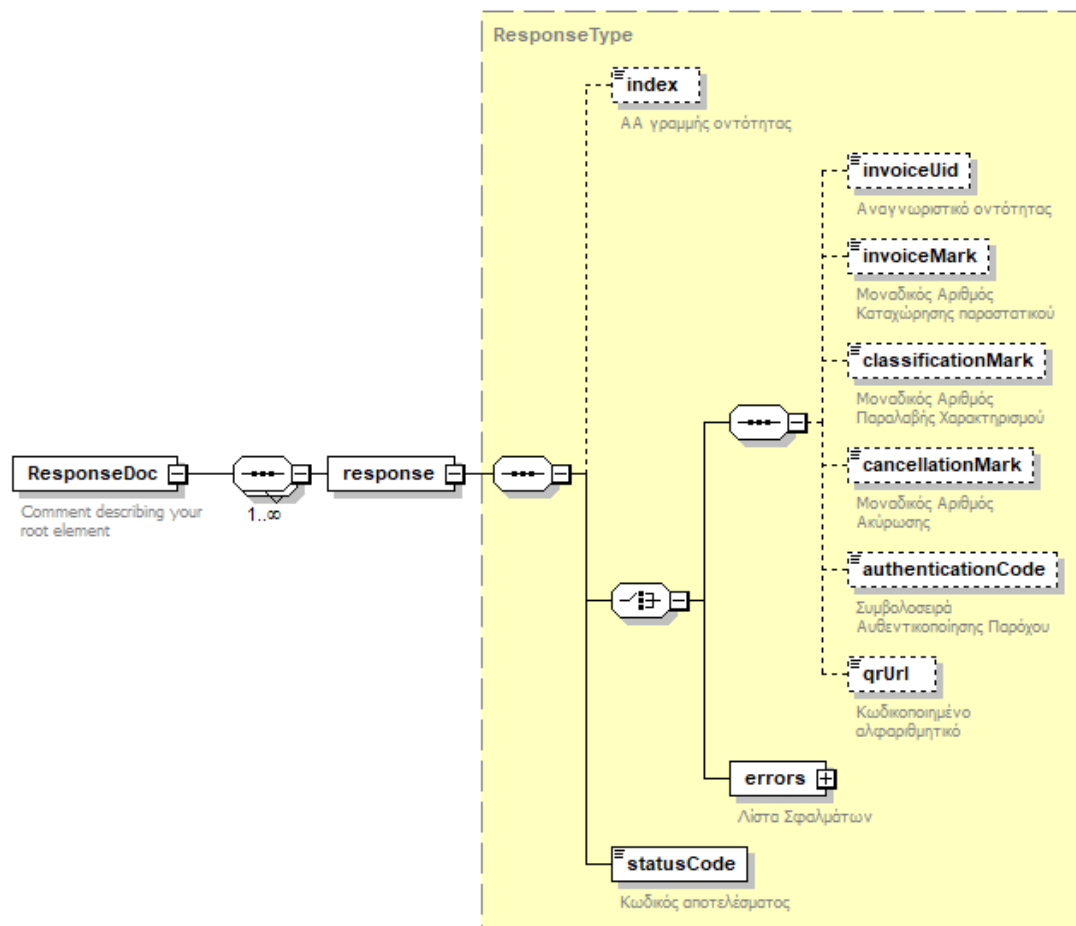 ResponseType
index
ΑΑ γραμμής οντότητας
invoiceUid
Αναγνωριστικό οντότητας
invoiceMark
Μοναδικός Αριθμός
Καταχώρησης παραστατικού
classificationMark
Μοναδικός Αριθμός
Παραλαβής Χαρακτηρισμού
ResponseDoc
Comment describing your
root element
1..∞
response
cancellationMark
Μοναδικός Αριθμός
Ακύρωσης
authenticationCode
Συμβολοσειρά
Αυθεντικοποίησης Παρόχου
qrUrl
Κωδικοποιημένο
αλφαριθμητικό
errors
Λίστα Σφαλμάτων
statusCode
Κωδικός αποτελέσματος